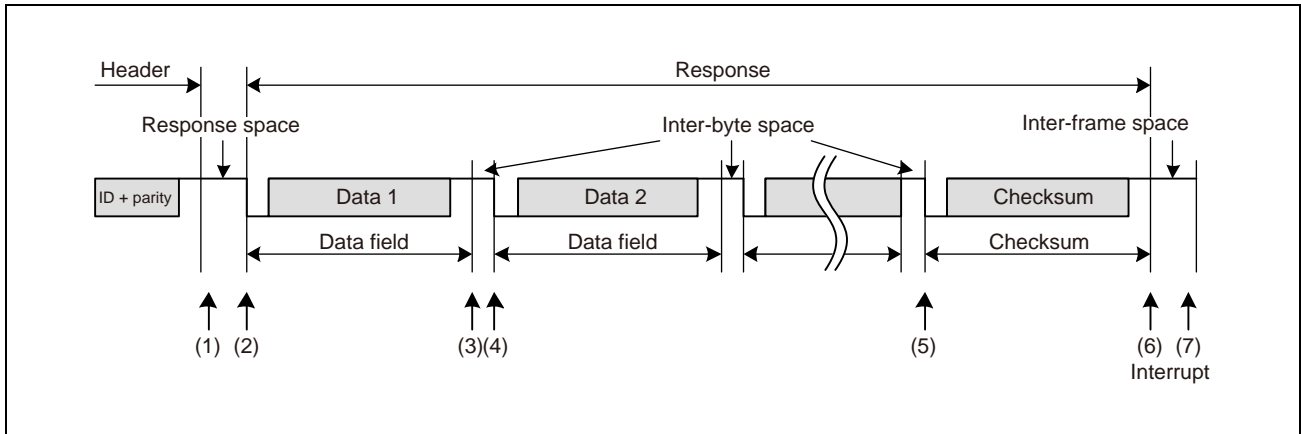 Header
Response
Response space
Inter-byte space
Inter-frame space
ID + parity
Data 1
Data 2
Checksum
Data field
Data field
Checksum
(1)
(2)
(3)
(4)
(5)
(6)
(7)
Interrupt